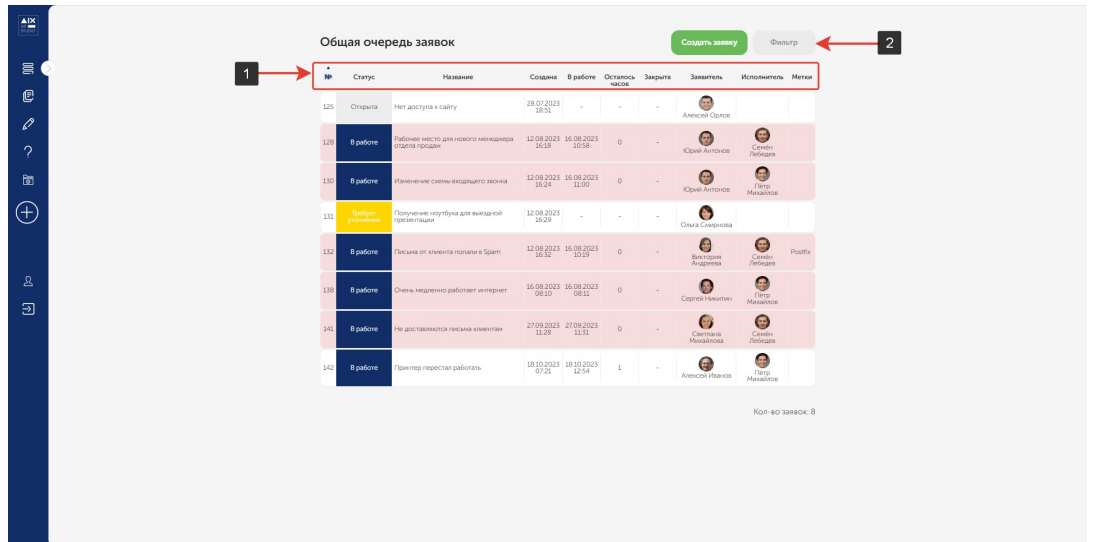 AIX
Общая очередь заявок
Создать заявку
Фильтр
2
1
№ Статус Название Создана В работе Осталось часов Закрыта Заявитель Исполнитель Метки
125 Открыта Нет доступа к сайту 28.07.2023 18:51 - - - Алексей Орлов
128 В работе Рабочее место для нового менеджера отдела продаж 12.08.2023 16:18 16.08.2023 10:58 0 - Юрий Антонов Семён Лебедев
130 В работе Изменение схемы входящего звонка 12.08.2023 16:24 16.08.2023 11:00 0 - Юрий Антонов Пётр Михайлов
131 Требует уточнения Получение ноутбука для выездной презентации 12.08.2023 16:29 - - - Ольга Смирнова
132 В работе Письма от клиента попали в Spam 12.08.2023 16:32 16.08.2023 10:19 0 - Виктория Андреева Семён Лебедев Postfix
138 В работе Очень медленно работает интернет 16.08.2023 08:10 16.08.2023 08:11 0 - Сергей Никитин Пётр Михайлов
141 В работе Не доставляются письма клиентам 27.09.2023 11:28 27.09.2023 11:31 0 - Светлана Михайлова Семён Лебедев
142 В работе Принтер перестал работать 18.10.2023 07:21 18.10.2023 12:54 1 - Алексей Иванов Пётр Михайлов
Кол-во заявок: 8